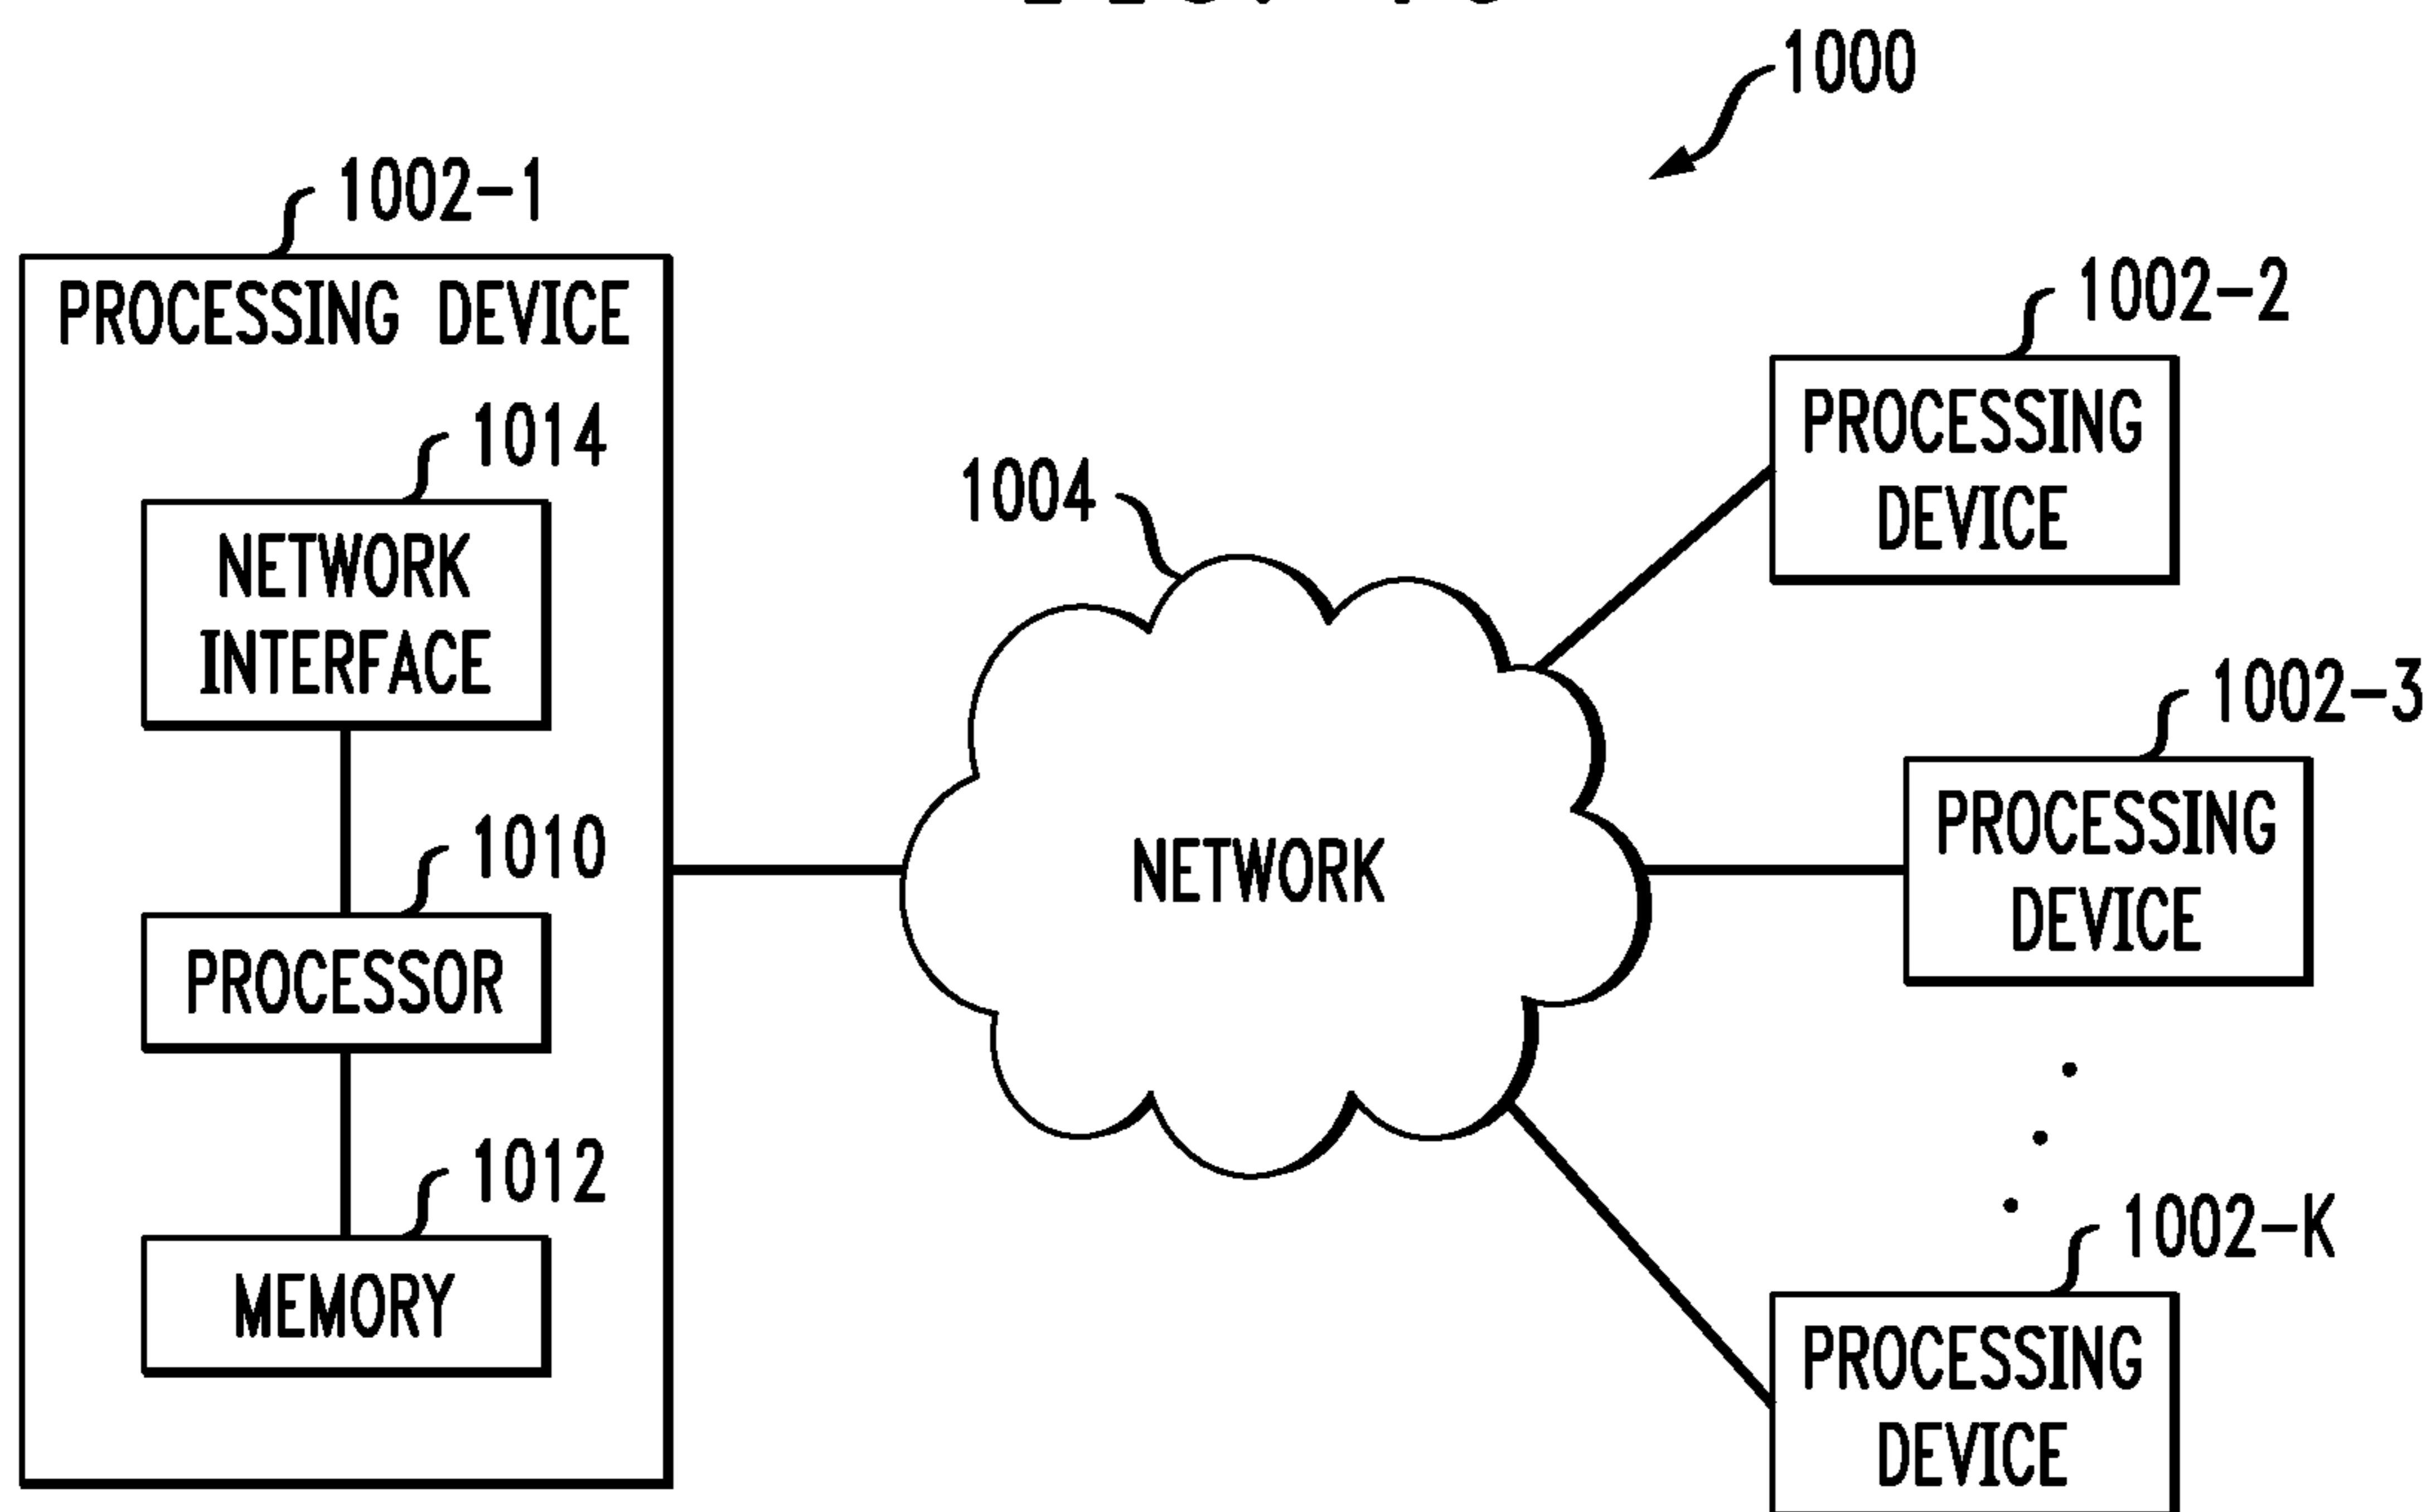 1000
1002-1
PROCESSING DEVICE
1014
NETWORK
INTERFACE
1010
PROCESSOR
1012
MEMORY
1004
NETWORK
1002-2
PROCESSING
DEVICE
1002-3
PROCESSING
DEVICE
1002-K
PROCESSING
DEVICE